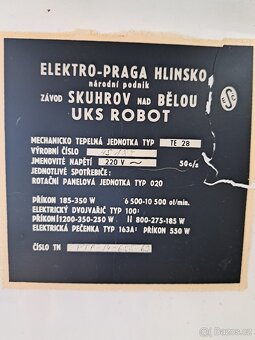 ELEKTRO-PRAGA HLINSKO
národní podnik
ZÁVOD SKUHROV NAD BĚLOU
UKS ROBOT
MECHANICKO TEPELNÁ JEDNOTKA TYP TE 28
VÝROBNÍ ČÍSLO
JMENOVITÉ NAPĚTÍ 220 V ~ 50c/s
JEDNOTLIVÉ SPOTŘEBIČE:
ROTAČNÍ PANELOVÁ JEDNOTKA TYP 020
PŘÍKON 185-350 W 6 500-10 500 ot/min.
ELEKTRICKÝ DVOJVAŘIČ TYP 100:
PŘÍKON I 1200-350-250 W II 800-275-185 W
ELEKTRICKÁ PEČENKA TYP 163A: PŘÍKON 550 W
ČÍSLO TN